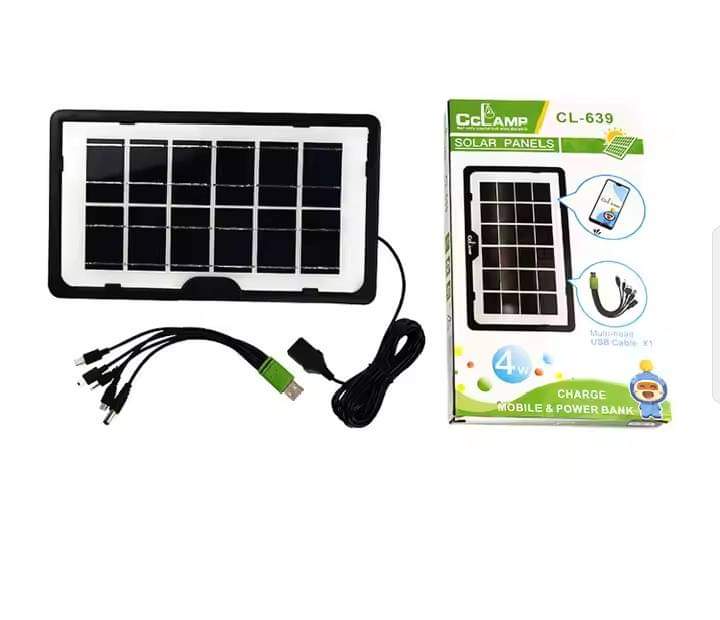 CCLAMP
CL-639
SOLAR PANELS
Multi-head
USB Cable X1
4W
CHARGE
MOBILE & POWER BANK